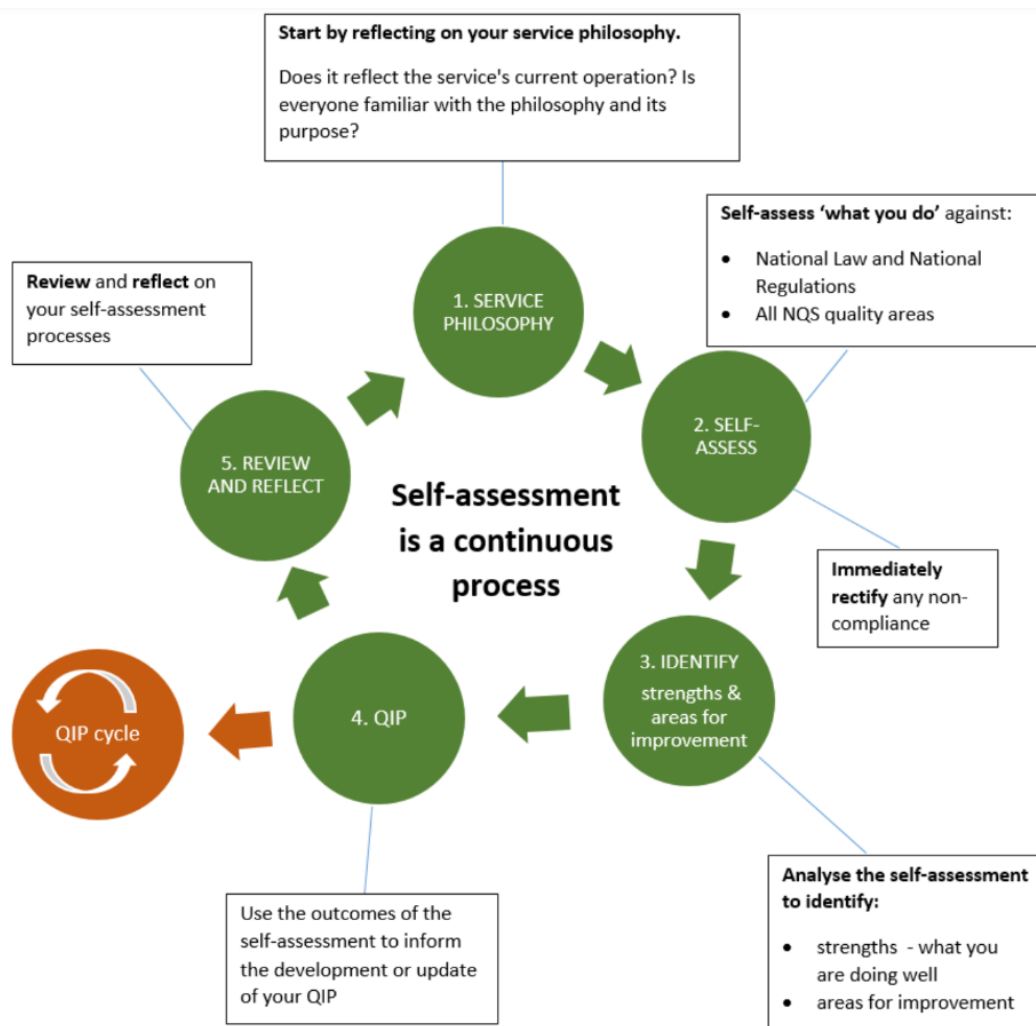 Start by reflecting on your service philosophy.
Does it reflect the service's current operation? Is
everyone familiar with the philosophy and its
purpose?
Self-assess ‘what you do’ against:
• National Law and National
Regulations
• All NQS quality areas
Review and reflect on
your self-assessment
processes
1. SERVICE
PHILOSOPHY
2. SELF-
ASSESS
5. REVIEW
AND REFLECT
Self-assessment
is a continuous
process
Immediately
rectify any non-
compliance
3. IDENTIFY
strengths &
areas for
improvement
4. QIP
QIP cycle
Analyse the self-assessment
to identify:
• strengths - what you
are doing well
• areas for improvement
Use the outcomes of the
self-assessment to inform
the development or update
of your QIP